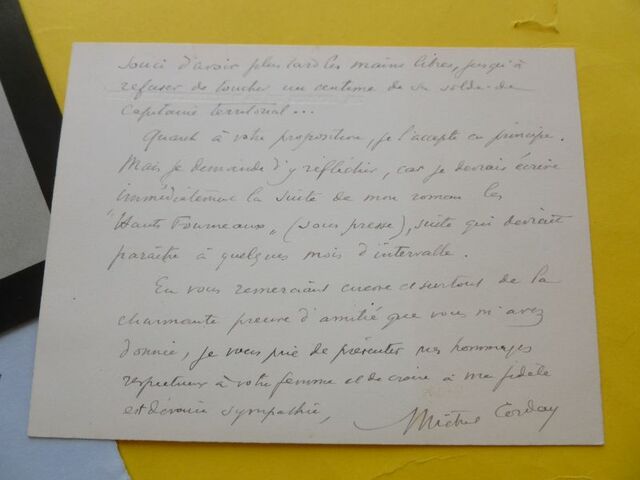 souci d'avoir plus tard les mains libres, jusqu'à
refuser de toucher un centime de sa solde de
Capitaine territorial...
Quant à votre proposition, je l'accepte en principe.
Mais je demande d'y réfléchir, car je devrais écrire
immédiatement la suite de mon roman les
"Hauts Fourneaux", (sous presse), suite qui devrait
paraître à quelques mois d'intervalle.
En vous remerciant encore et surtout de la
charmante preuve d'amitié que vous m'avez
donnée, je vous prie de présenter mes hommages
respectueux à votre femme et de croire à ma fidèle
et dévouée sympathie,
Michel Corday